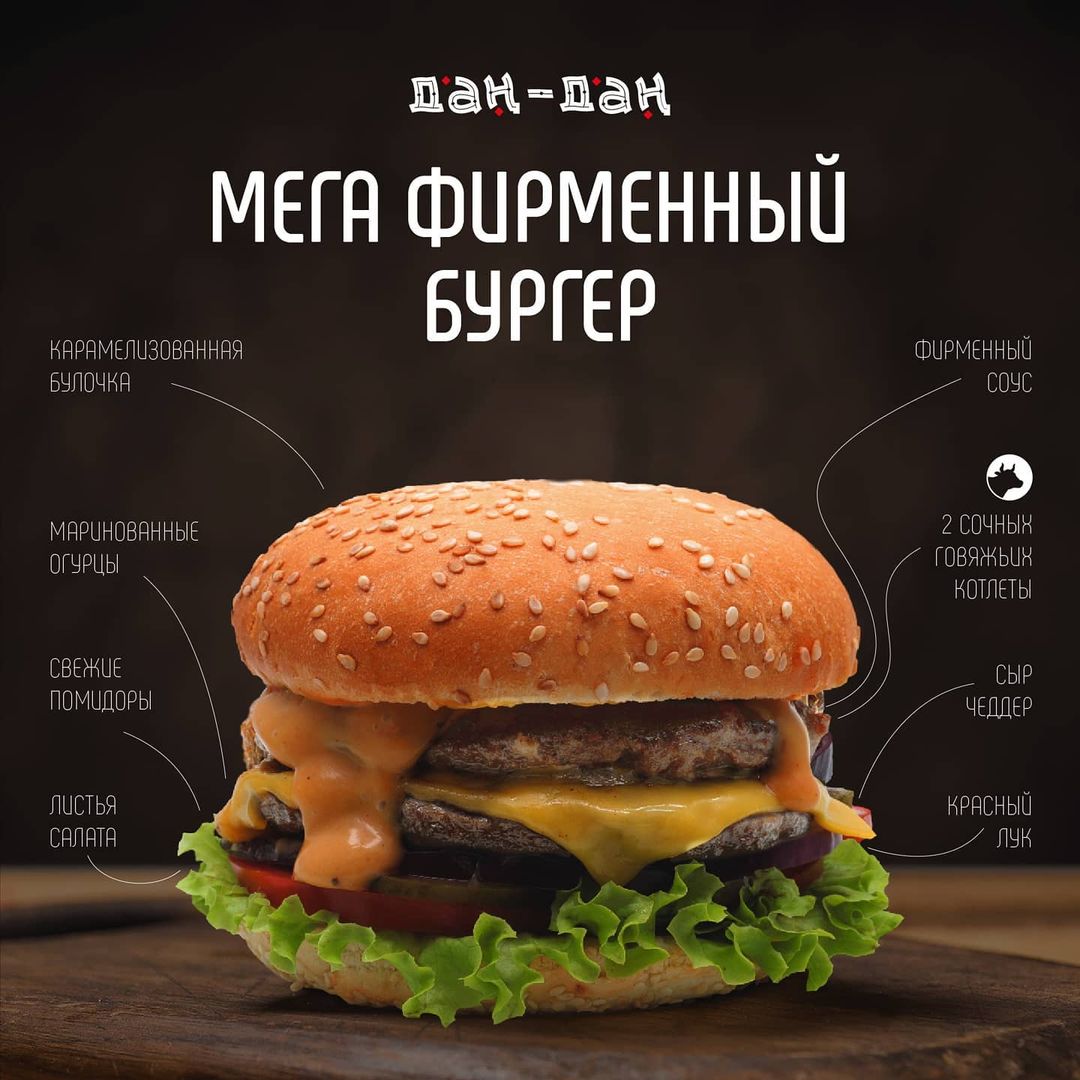 ДАН-ДАН
МЕГА ФИРМЕННЫЙ
БУРГЕР
КАРАМЕЛИЗОВАННАЯ
БУЛОЧКА
МАРИНОВАННЫЕ
ОГУРЦЫ
СВЕЖИЕ
ПОМИДОРЫ
ЛИСТЬЯ
САЛАТА
ФИРМЕННЫЙ
СОУС
2 СОЧНЫХ
ГОВЯЖЬИХ
КОТЛЕТЫ
СЫР
ЧЕДДЕР
КРАСНЫЙ
ЛУК